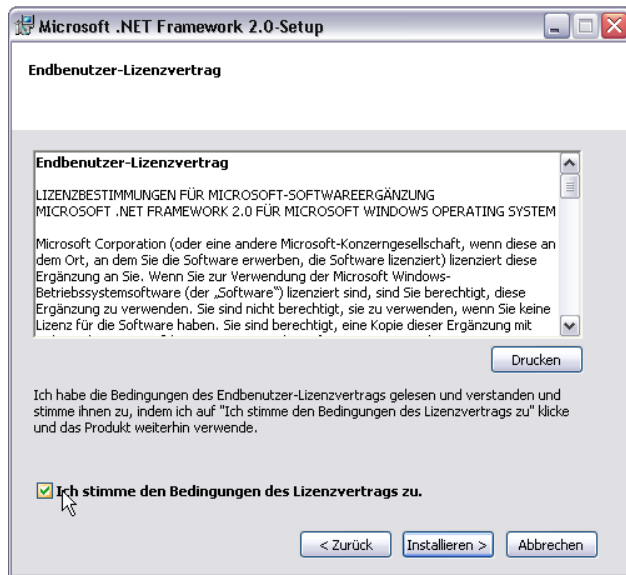 Microsoft .NET Framework 2.0-Setup
Endbenutzer-Lizenzvertrag
Endbenutzer-Lizenzvertrag
LIZENZBESTIMMUNGEN FÜR MICROSOFT-SOFTWAREERGÄNZUNG
MICROSOFT .NET FRAMEWORK 2.0 FÜR MICROSOFT WINDOWS OPERATING SYSTEM
Microsoft Corporation (oder eine andere Microsoft-Konzerngesellschaft, wenn diese an
dem Ort, an dem Sie die Software erwerben, die Software lizenziert) lizenziert diese
Ergänzung an Sie. Wenn Sie zur Verwendung der Microsoft Windows-
Betriebssystemsoftware (der „Software”) lizenziert sind, sind Sie berechtigt, diese
Ergänzung zu verwenden. Sie sind nicht berechtigt, sie zu verwenden, wenn Sie keine
Lizenz für die Software haben. Sie sind berechtigt, eine Kopie dieser Ergänzung mit
Drucken
Ich habe die Bedingungen des Endbenutzer-Lizenzvertrags gelesen und verstanden und
stimme ihnen zu, indem ich auf "Ich stimme den Bedingungen des Lizenzvertrags zu" klicke
und das Produkt weiterhin verwende.
Ich stimme den Bedingungen des Lizenzvertrags zu.
< Zurück
Installieren >
Abbrechen